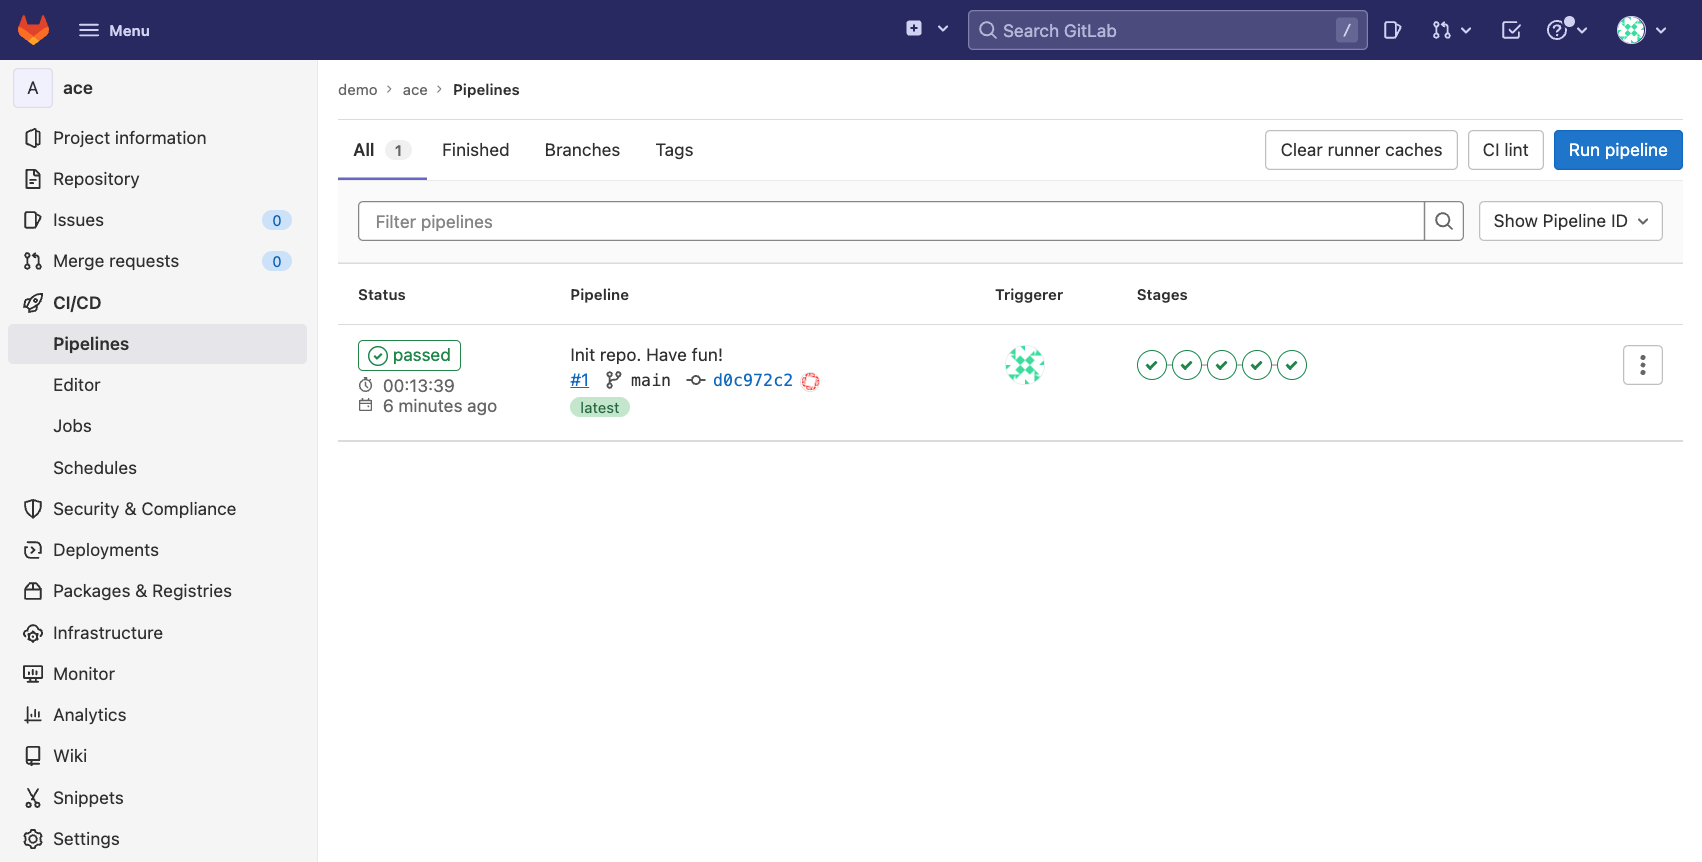 Menu
Search GitLab /
A ace
Project information
Repository
Issues 0
Merge requests 0
CI/CD
Pipelines
Editor
Jobs
Schedules
Security & Compliance
Deployments
Packages & Registries
Infrastructure
Monitor
Analytics
Wiki
Snippets
Settings
demo › ace › Pipelines
All 1 Finished Branches Tags
Clear runner caches CI lint Run pipeline
Filter pipelines
Show Pipeline ID
Status Pipeline Triggerer Stages
passed
00:13:39
6 minutes ago
Init repo. Have fun!
#1 main d0c972c2
latest